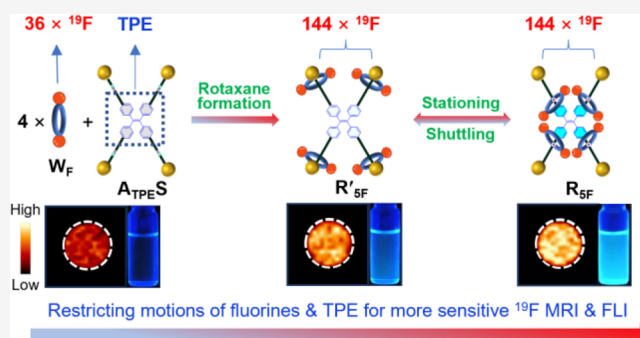 36 × ¹⁹F TPE 144 × ¹⁹F 144 × ¹⁹F
Rotaxane
formation
Stationing
Shuttling
4 × +
W_F
A_TPES R'_5F R_5F
High
Low
Restricting motions of fluorines & TPE for more sensitive ¹⁹F MRI & FLI